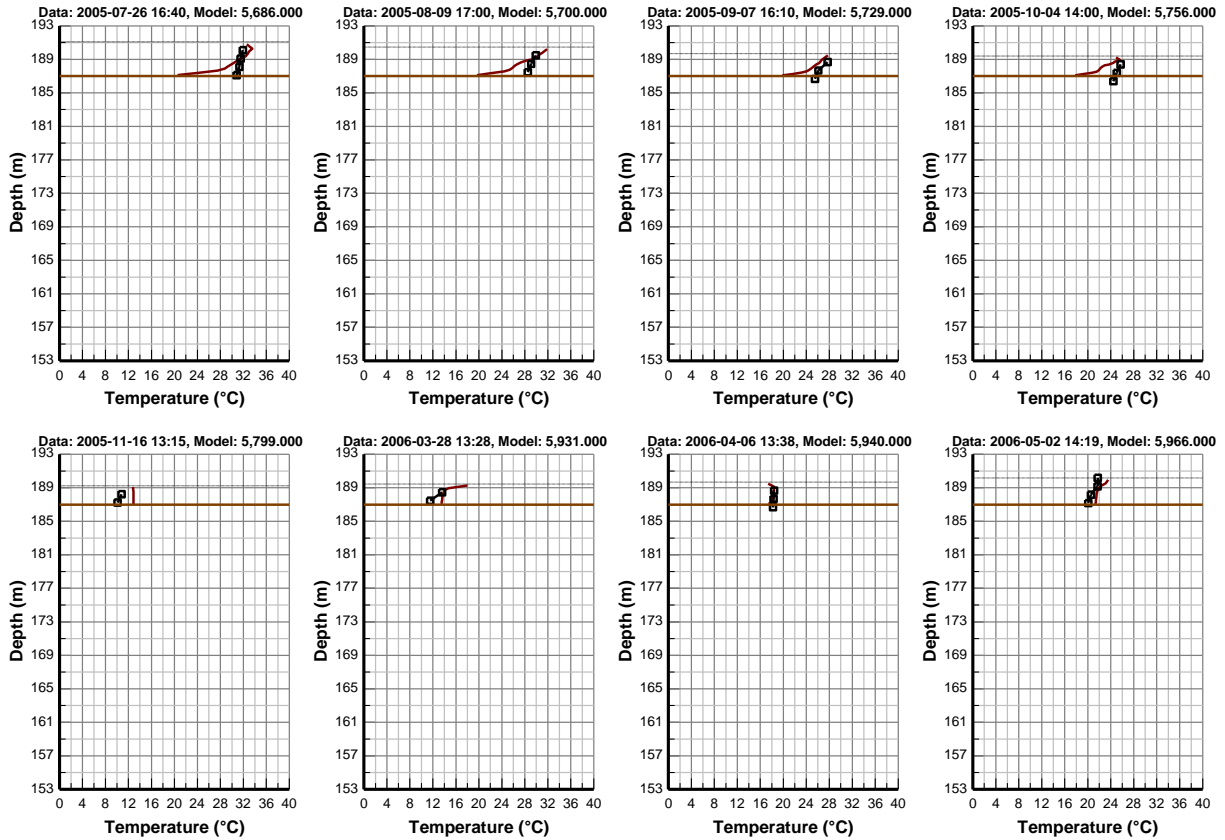 Data: 2005-07-26 16:40, Model: 5,686.000
193
189
185
181
177
173
169
165
161
157
153
Depth (m)
0 4 8 12 16 20 24 28 32 36 40
Temperature (°C)
Data: 2005-08-09 17:00, Model: 5,700.000
193
189
185
181
177
173
169
165
161
157
153
Depth (m)
0 4 8 12 16 20 24 28 32 36 40
Temperature (°C)
Data: 2005-09-07 16:10, Model: 5,729.000
193
189
185
181
177
173
169
165
161
157
153
Depth (m)
0 4 8 12 16 20 24 28 32 36 40
Temperature (°C)
Data: 2005-10-04 14:00, Model: 5,756.000
193
189
185
181
177
173
169
165
161
157
153
Depth (m)
0 4 8 12 16 20 24 28 32 36 40
Temperature (°C)
Data: 2005-11-16 13:15, Model: 5,799.000
193
189
185
181
177
173
169
165
161
157
153
Depth (m)
0 4 8 12 16 20 24 28 32 36 40
Temperature (°C)
Data: 2006-03-28 13:28, Model: 5,931.000
193
189
185
181
177
173
169
165
161
157
153
Depth (m)
0 4 8 12 16 20 24 28 32 36 40
Temperature (°C)
Data: 2006-04-06 13:38, Model: 5,940.000
193
189
185
181
177
173
169
165
161
157
153
Depth (m)
0 4 8 12 16 20 24 28 32 36 40
Temperature (°C)
Data: 2006-05-02 14:19, Model: 5,966.000
193
189
185
181
177
173
169
165
161
157
153
Depth (m)
0 4 8 12 16 20 24 28 32 36 40
Temperature (°C)